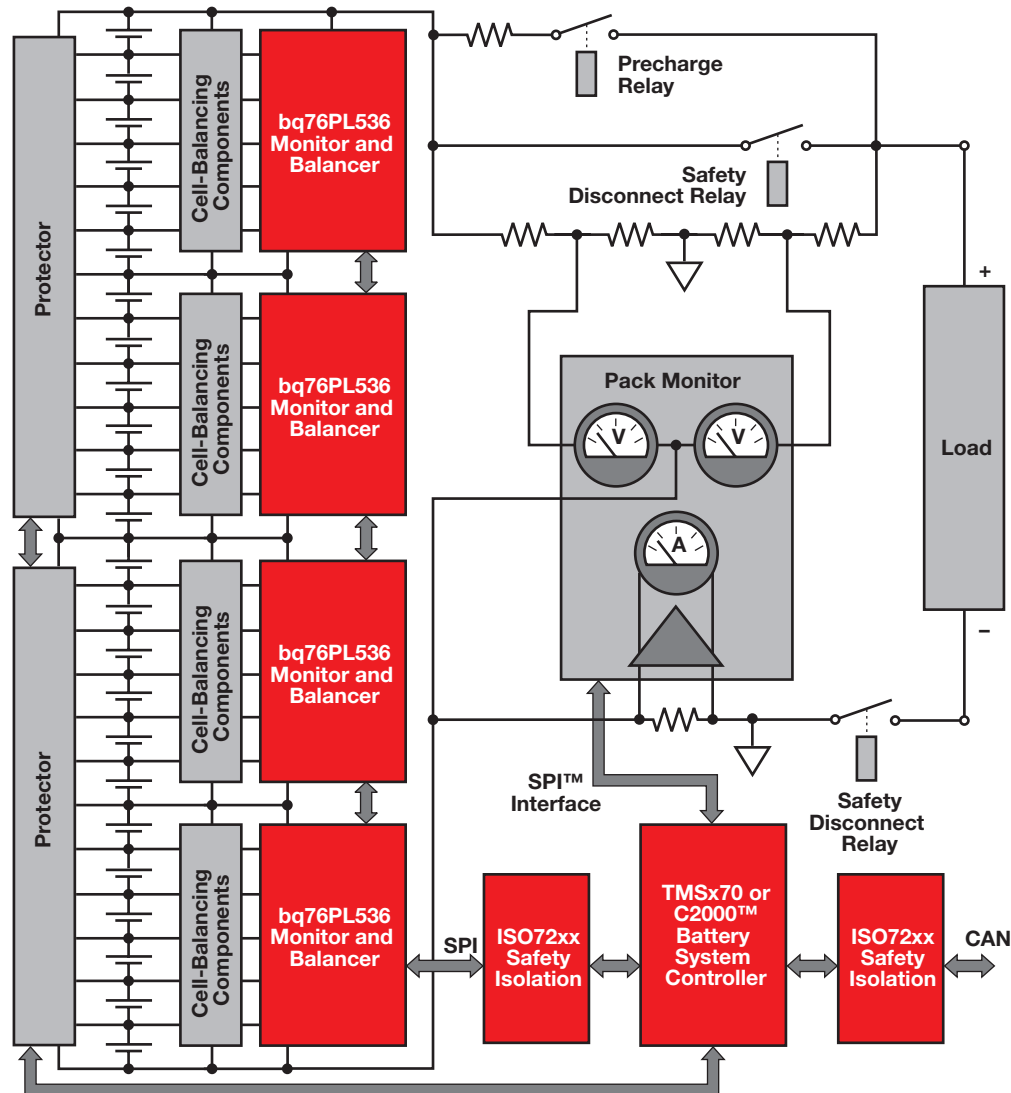 Protector
Cell-Balancing
Components
bq76PL536
Monitor and
Balancer
Precharge
Relay
Safety
Disconnect Relay
Cell-Balancing
Components
bq76PL536
Monitor and
Balancer
Pack Monitor
V
V
A
+
Load
–
Protector
Cell-Balancing
Components
bq76PL536
Monitor and
Balancer
SPI™
Interface
Safety
Disconnect
Relay
Cell-Balancing
Components
bq76PL536
Monitor and
Balancer
SPI
ISO72xx
Safety
Isolation
TMSx70 or
C2000™
Battery
System
Controller
ISO72xx
Safety
Isolation
CAN